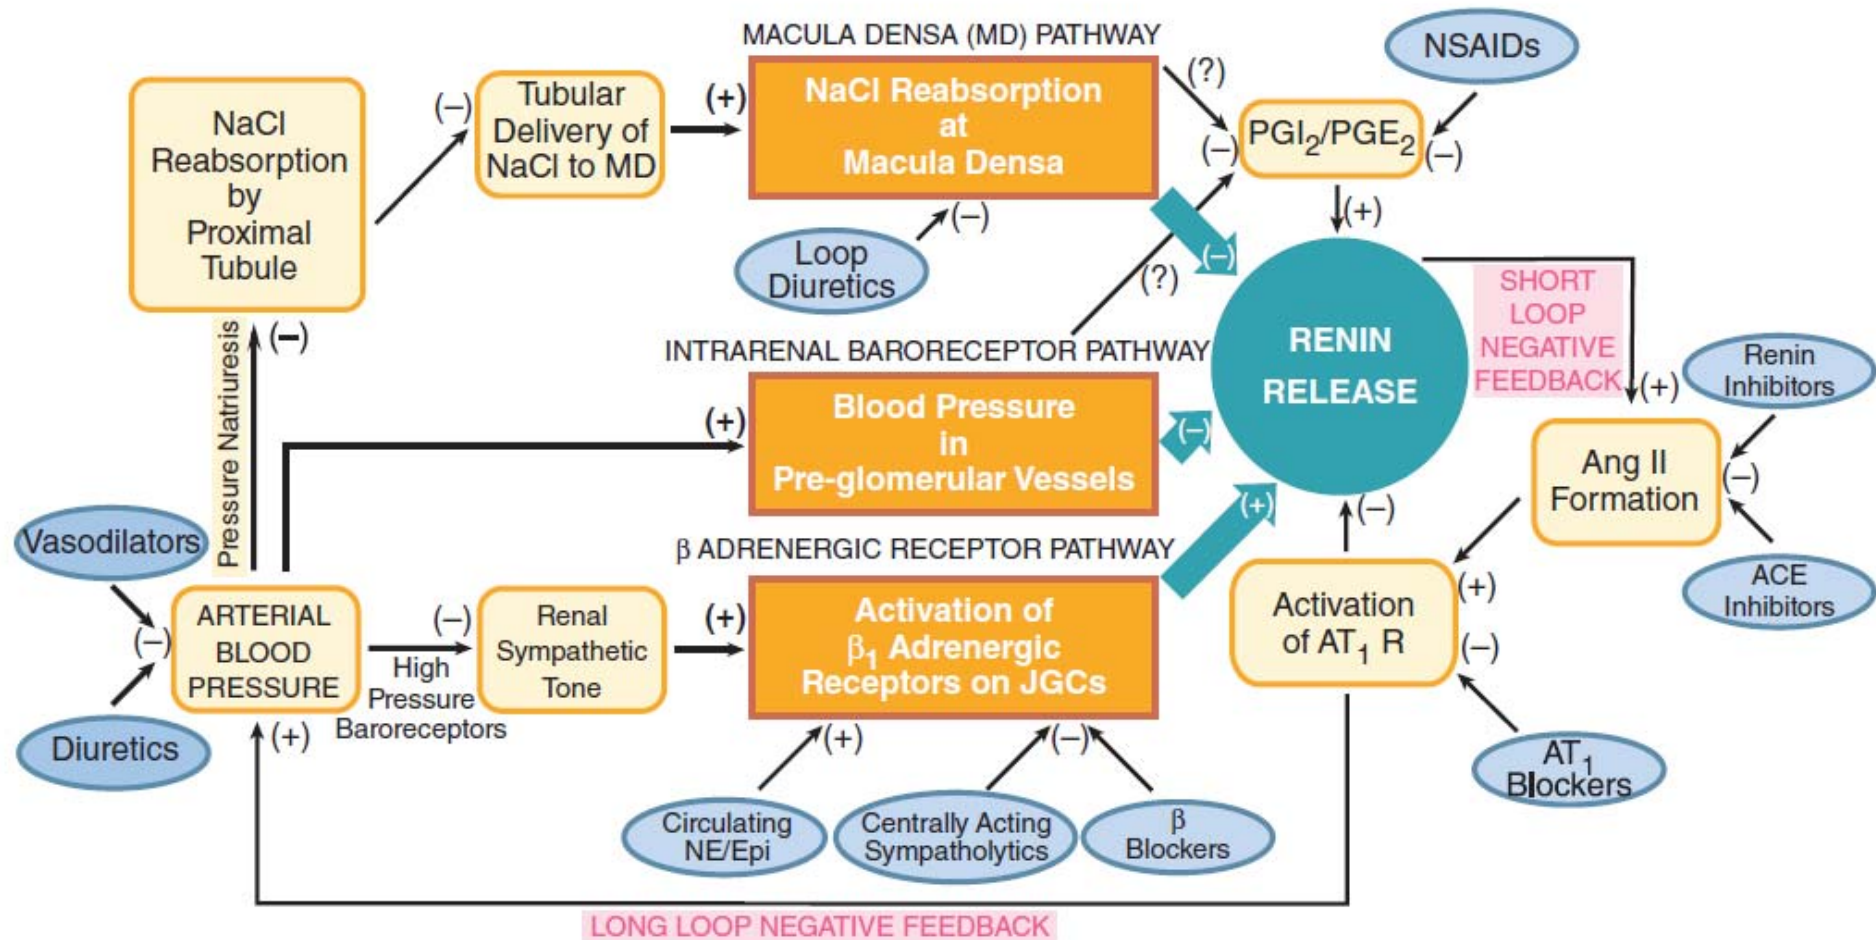 MACULA DENSA (MD) PATHWAY
NSAIDs
NaCl
Reabsorption
by
Proximal
Tubule
(–)
Tubular
Delivery of
NaCl to MD
(+)
NaCl Reabsorption
at
Macula Densa
(?)
(–)
PGI₂/PGE₂
(–)
(+)
Loop
Diuretics
(–)
(–)
(?)
Pressure Natriuresis
(–)
INTRARENAL BARORECEPTOR PATHWAY
(+)
Blood Pressure
in
Pre-glomerular Vessels
(–)
RENIN
RELEASE
SHORT
LOOP
NEGATIVE
FEEDBACK
(+)
Renin
Inhibitors
Ang II
Formation
(–)
ACE
Inhibitors
Vasodilators
(–)
Diuretics
ARTERIAL
BLOOD
PRESSURE
(+)
(–)
High
Pressure
Baroreceptors
Renal
Sympathetic
Tone
β ADRENERGIC RECEPTOR PATHWAY
(+)
Activation of
β₁ Adrenergic
Receptors on JGCs
(+)
(–)
Activation
of AT₁ R
(+)
(–)
AT₁
Blockers
(+)
(–)
Circulating
NE/Epi
Centrally Acting
Sympatholytics
β
Blockers
LONG LOOP NEGATIVE FEEDBACK